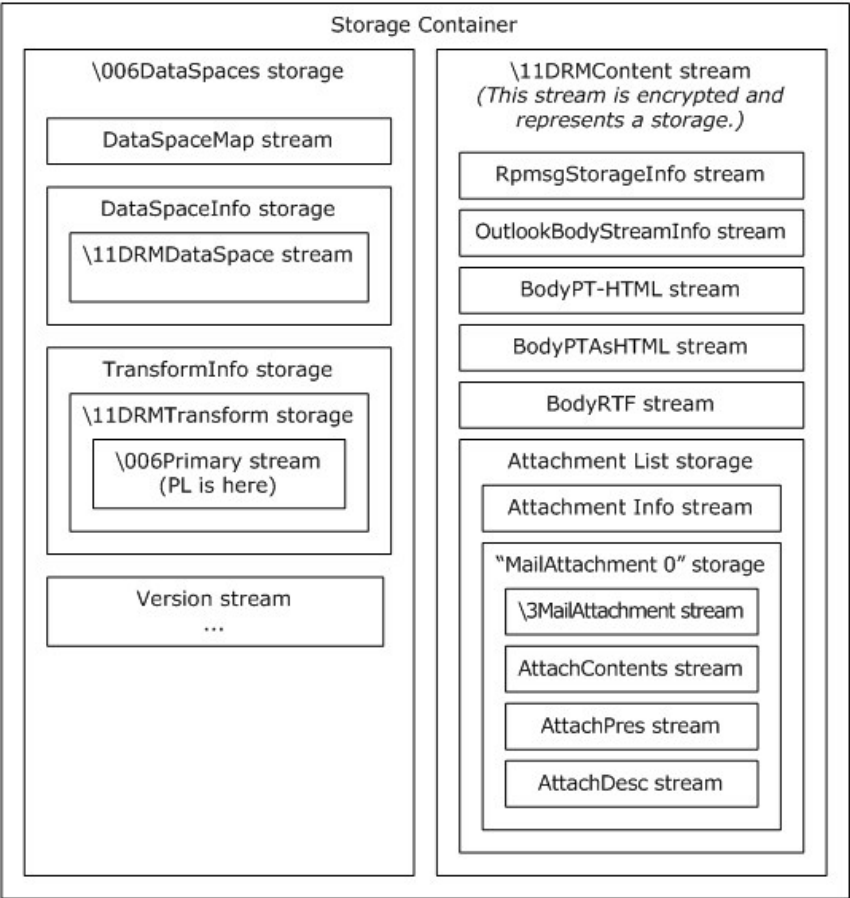 Storage Container
\006DataSpaces storage
DataSpaceMap stream
DataSpaceInfo storage
\11DRMDataSpace stream
TransformInfo storage
\11DRMTransform storage
\006Primary stream
(PL is here)
Version stream
...
\11DRMContent stream
(This stream is encrypted and
represents a storage.)
RpmsgStorageInfo stream
OutlookBodyStreamInfo stream
BodyPT-HTML stream
BodyPTAsHTML stream
BodyRTF stream
Attachment List storage
Attachment Info stream
“MailAttachment 0” storage
\3MailAttachment stream
AttachContents stream
AttachPres stream
AttachDesc stream